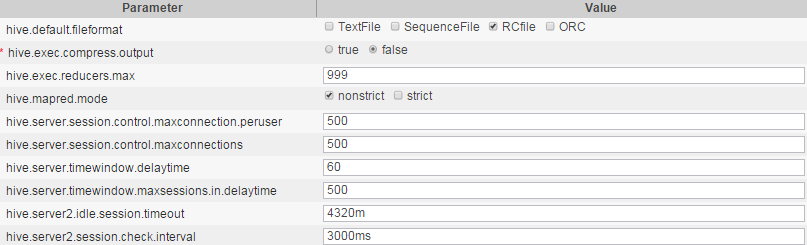 Parameter Value
hive.default.fileformat TextFile SequenceFile RCfile ORC
* hive.exec.compress.output true false
hive.exec.reducers.max 999
hive.mapred.mode nonstrict strict
hive.server.session.control.maxconnection.peruser 500
hive.server.session.control.maxconnections 500
hive.server.timewindow.delaytime 60
hive.server.timewindow.maxsessions.in.delaytime 500
hive.server2.idle.session.timeout 4320m
hive.server2.session.check.interval 3000ms